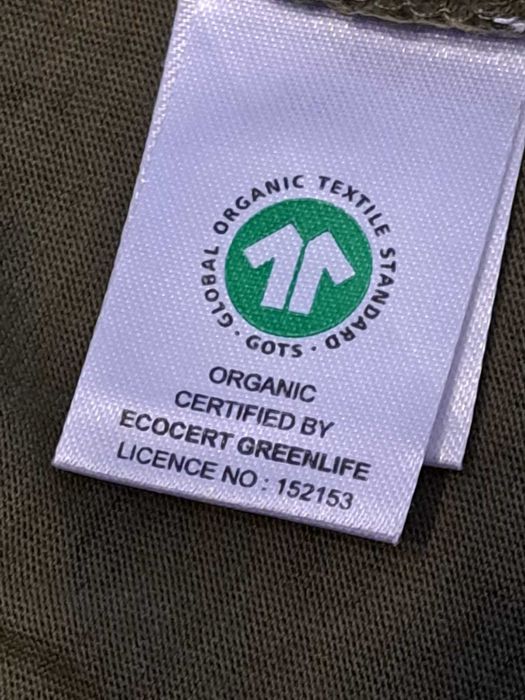 GLOBAL ORGANIC TEXTILE STANDARD · GOTS ·
ORGANIC
CERTIFIED BY
ECOCERT GREENLIFE
LICENCE NO : 152153